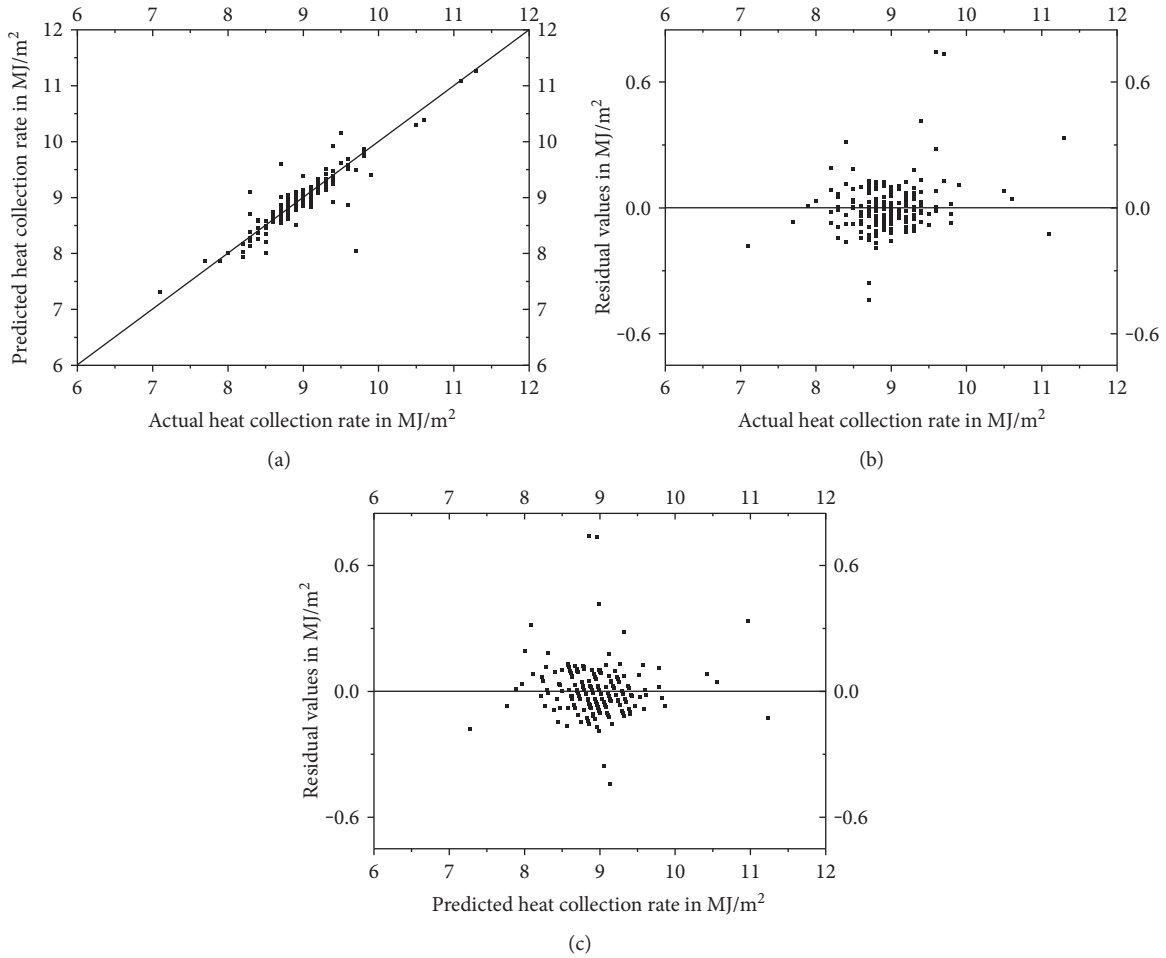 6 7 8 9 10 11 12
12 12
11 11
10 10
9 9
8 8
7 7
6 6
6 7 8 9 10 11 12
Predicted heat collection rate in MJ/m²
Actual heat collection rate in MJ/m²
(a)
6 7 8 9 10 11 12
0.6 0.6
0.0 0.0
−0.6 −0.6
6 7 8 9 10 11 12
Residual values in MJ/m²
Actual heat collection rate in MJ/m²
(b)
6 7 8 9 10 11 12
0.6 0.6
0.0 0.0
−0.6 −0.6
6 7 8 9 10 11 12
Residual values in MJ/m²
Predicted heat collection rate in MJ/m²
(c)